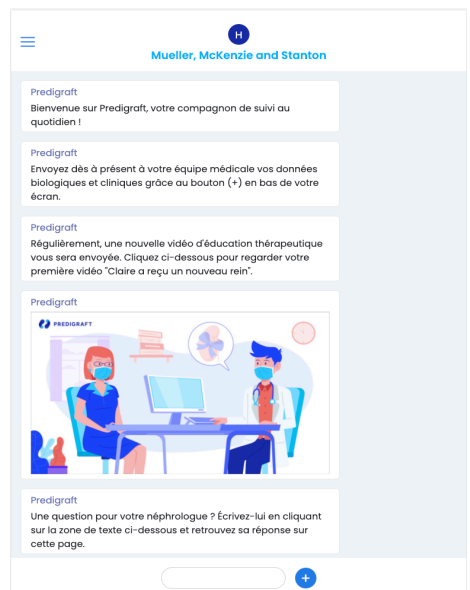 H
Mueller, McKenzie and Stanton
Predigraft
Bienvenue sur Predigraft, votre compagnon de suivi au
quotidien !
Predigraft
Envoyez dès à présent à votre équipe médicale vos données
biologiques et cliniques grâce au bouton (+) en bas de votre
écran.
Predigraft
Régulièrement, une nouvelle vidéo d'éducation thérapeutique
vous sera envoyée. Cliquez ci-dessous pour regarder votre
première vidéo "Claire a reçu un nouveau rein".
Predigraft
PREDIGRAFT
Predigraft
Une question pour votre néphrologue ? Écrivez-lui en cliquant
sur la zone de texte ci-dessous et retrouvez sa réponse sur
cette page.
+